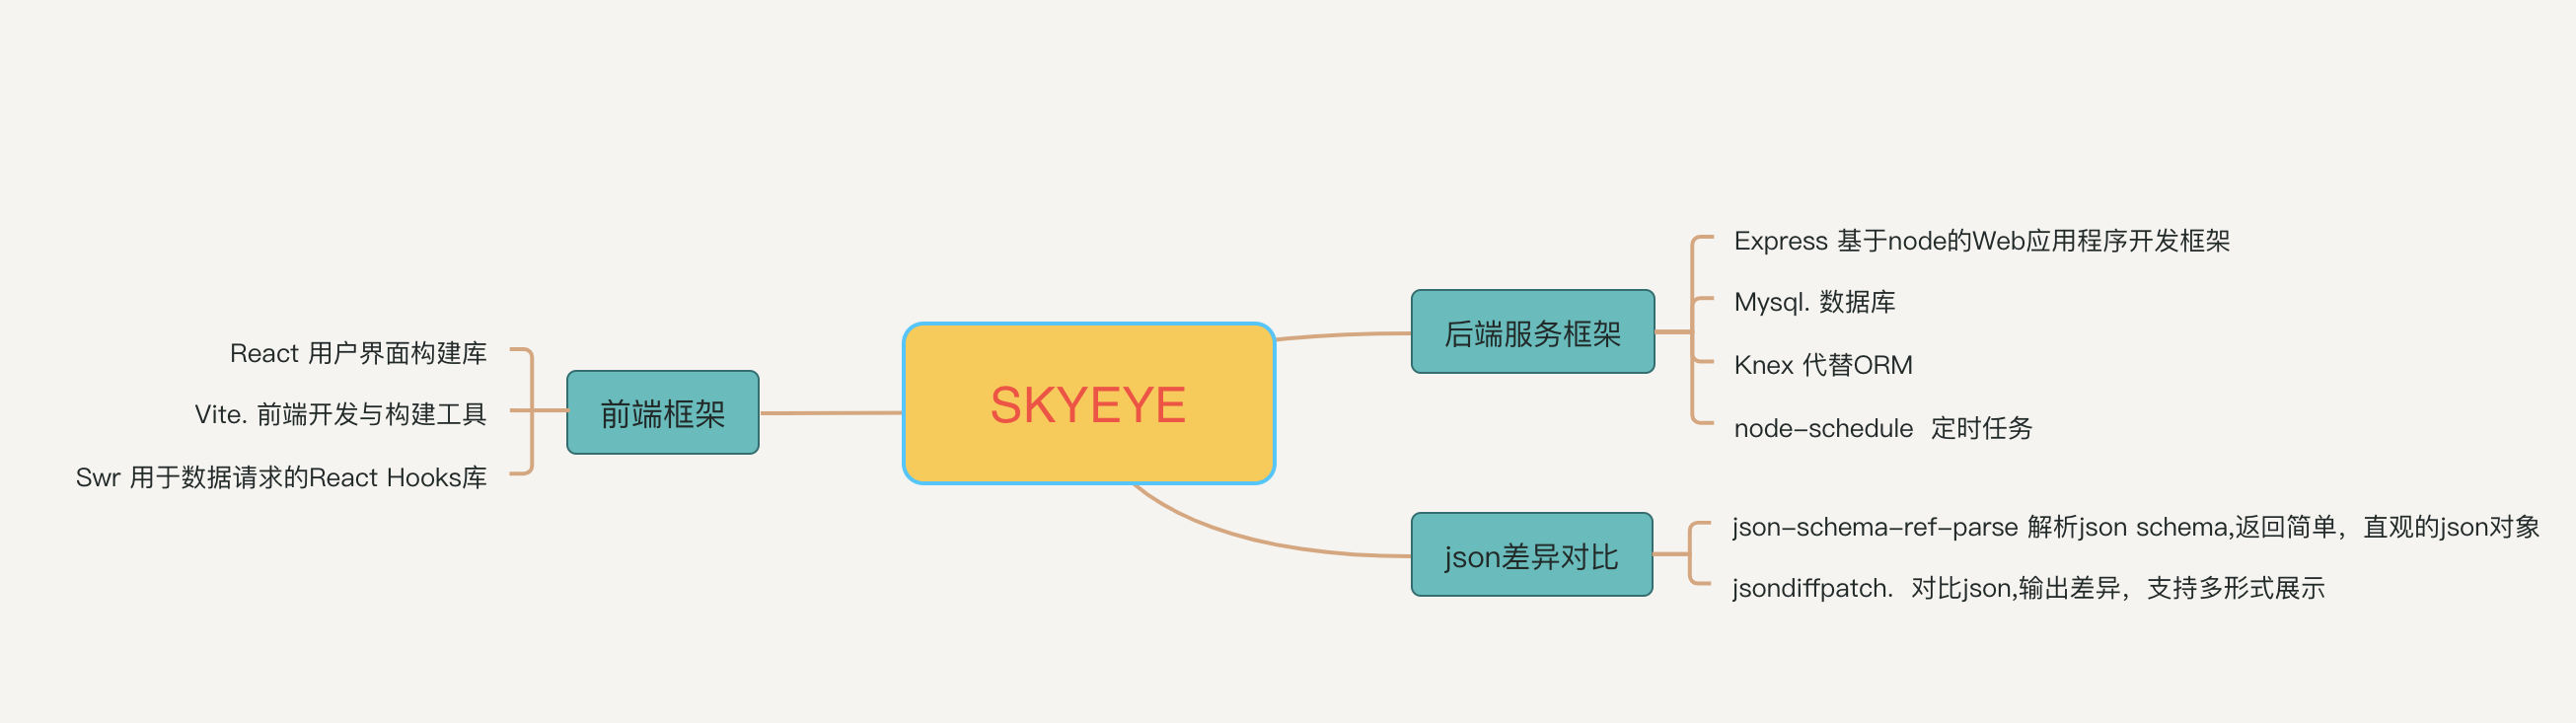 SKYEYE
前端框架
React 用户界面构建库
Vite. 前端开发与构建工具
Swr 用于数据请求的React Hooks库
后端服务框架
Express 基于node的Web应用程序开发框架
Mysql. 数据库
Knex 代替ORM
node-schedule  定时任务
json差异对比
json-schema-ref-parse 解析json schema,返回简单，直观的json对象
jsondiffpatch.  对比json,输出差异，支持多形式展示